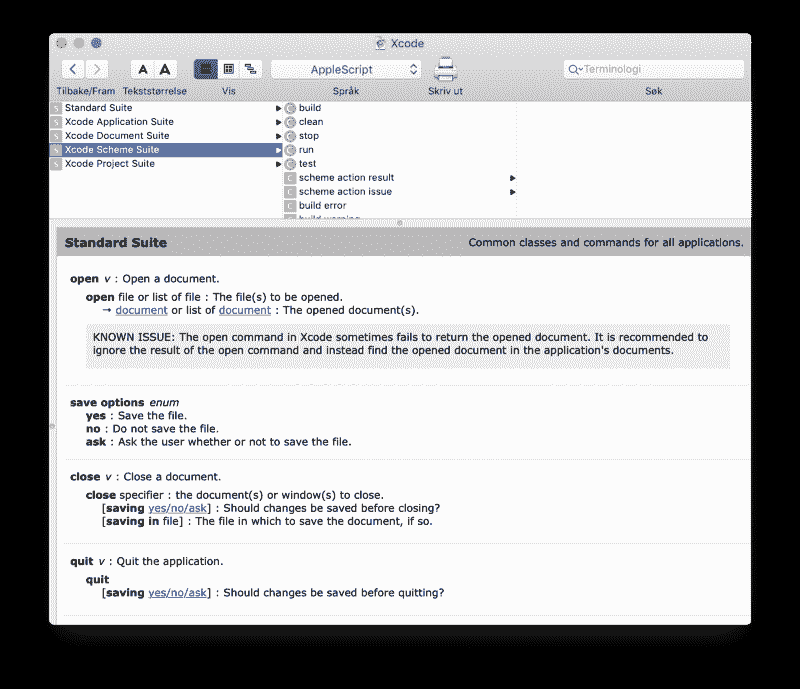 Xcode
AppleScript
Terminologi
Tilbake/Fram Tekststørrelse Vis Språk Skriv ut Søk
Standard Suite
Xcode Application Suite
Xcode Document Suite
Xcode Scheme Suite
Xcode Project Suite
build
clean
stop
run
test
scheme action result
scheme action issue
build error
build warning
Standard Suite Common classes and commands for all applications.
open v : Open a document.
open file or list of file : The file(s) to be opened.
→ document or list of document : The opened document(s).
KNOWN ISSUE: The open command in Xcode sometimes fails to return the opened document. It is recommended to
ignore the result of the open command and instead find the opened document in the application's documents.
save options enum
yes : Save the file.
no : Do not save the file.
ask : Ask the user whether or not to save the file.
close v : Close a document.
close specifier : the document(s) or window(s) to close.
[saving yes/no/ask] : Should changes be saved before closing?
[saving in file] : The file in which to save the document, if so.
quit v : Quit the application.
quit
[saving yes/no/ask] : Should changes be saved before quitting?